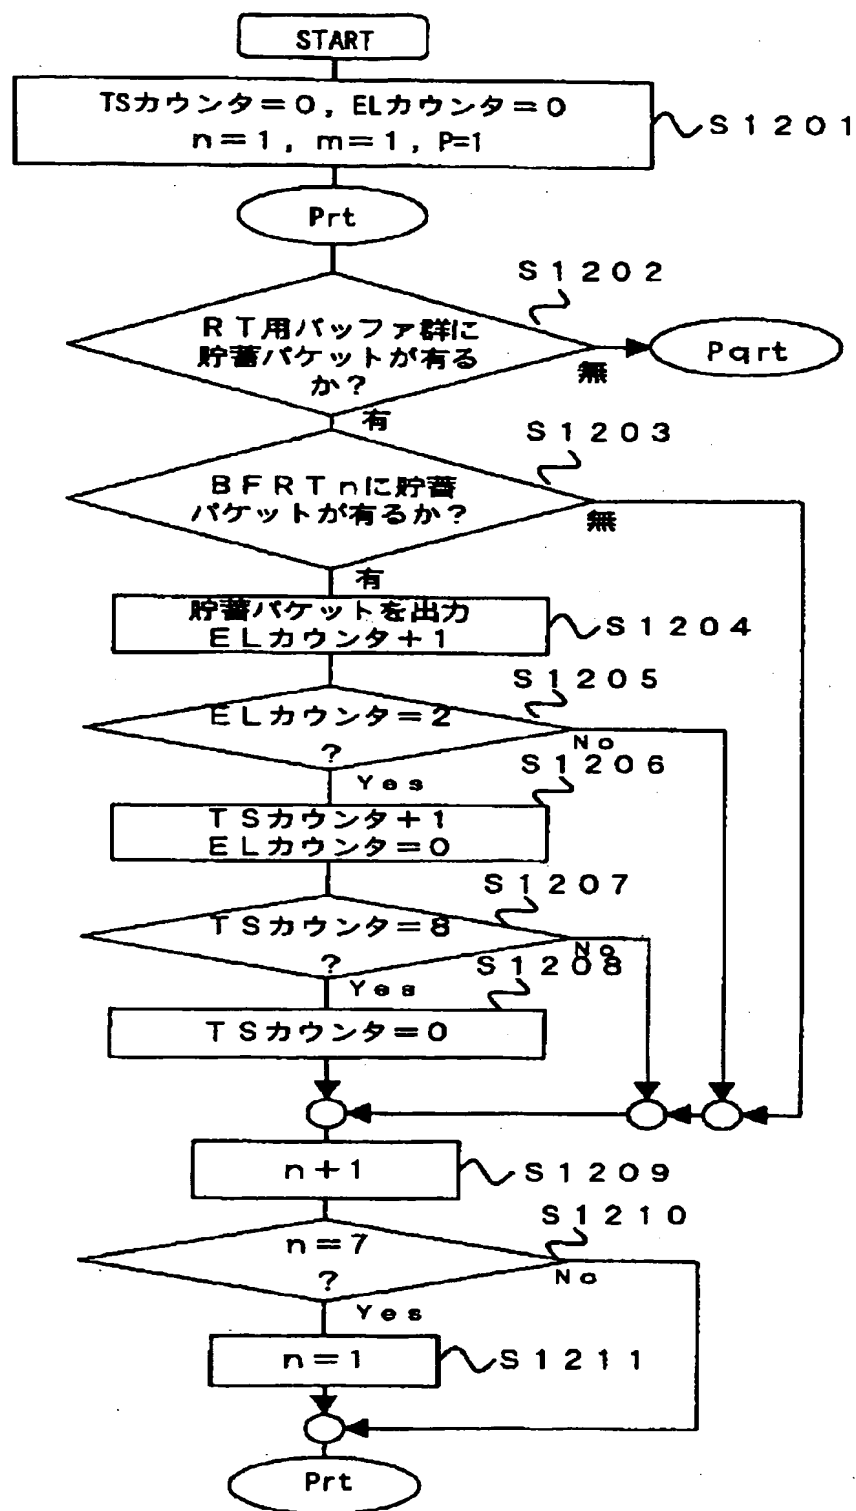 START
TSカウンタ=0, ELカウンタ=0
n=1, m=1, P=1
S1201
Prt
S1202
RT用バッファ群に
貯蓄パケットが有る
か?
無
Pqrt
有
S1203
BFRTnに貯蓄
パケットが有るか?
無
有
貯蓄パケットを出力
ELカウンタ+1
S1204
S1205
ELカウンタ=2
?
No
Yes
S1206
TSカウンタ+1
ELカウンタ=0
S1207
TSカウンタ=8
?
No
Yes
S1208
TSカウンタ=0
n+1
S1209
S1210
n=7
?
No
Yes
n=1
S1211
Prt